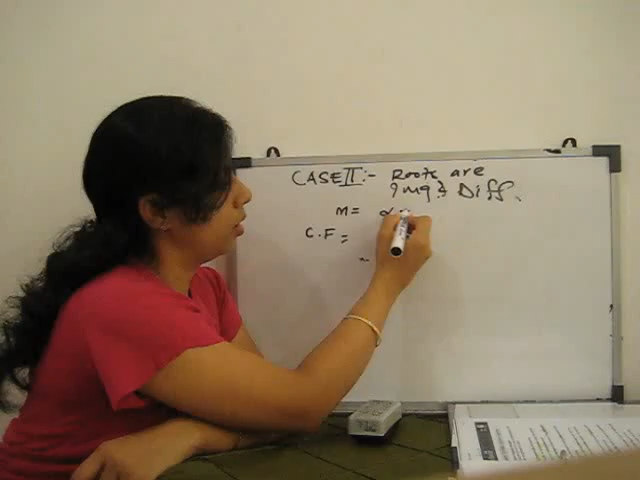 CASE II :- Roots are
Img & Diff.
M = α
C.F =